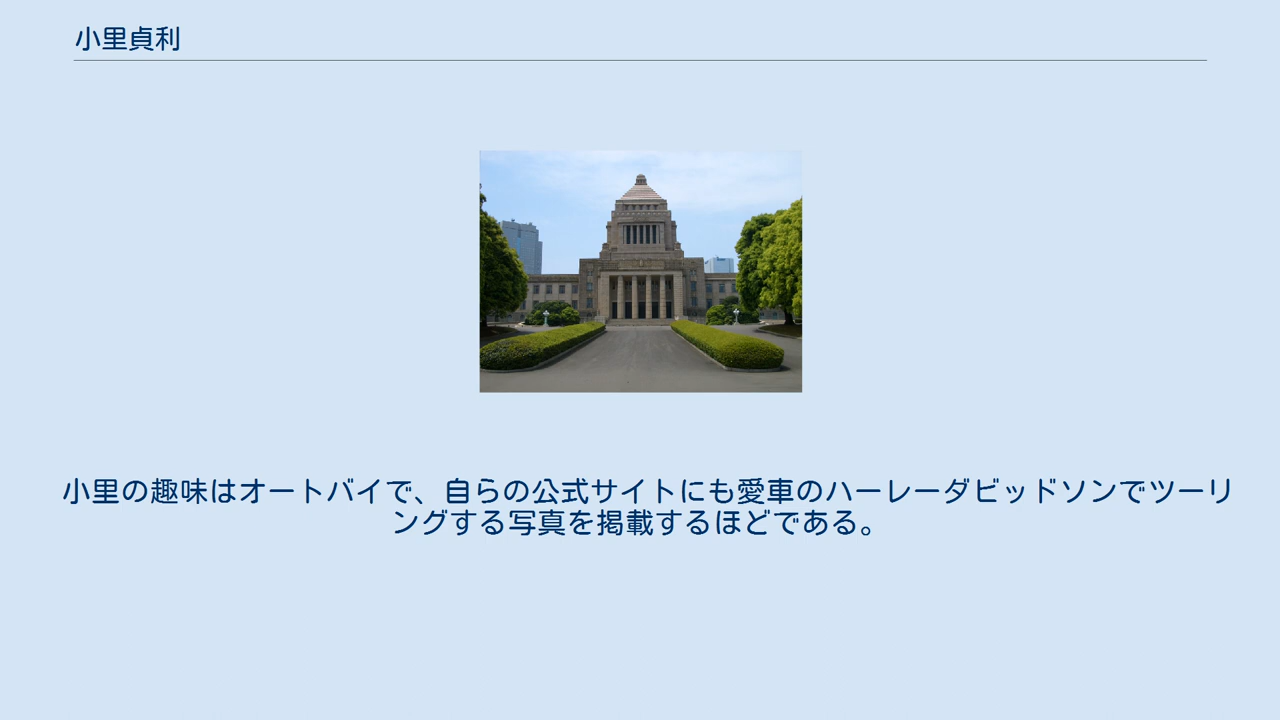 小里貞利
小里の趣味はオートバイで、自らの公式サイトにも愛車のハーレーダビッドソンでツーリ
ングする写真を掲載するほどである。